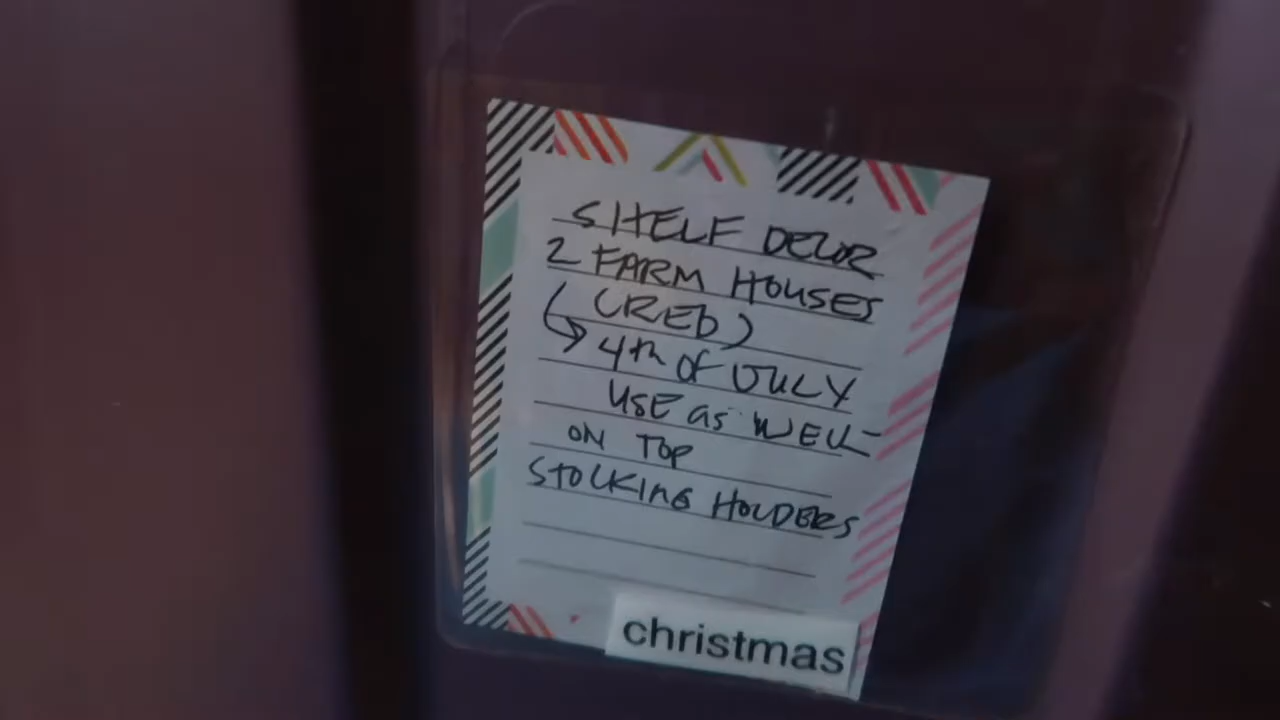 SHELF DECOR
2 FARM HOUSES
(RED)
4th OF JULY
USE as WELL-
ON TOP
STOCKING HOLDERS
christmas